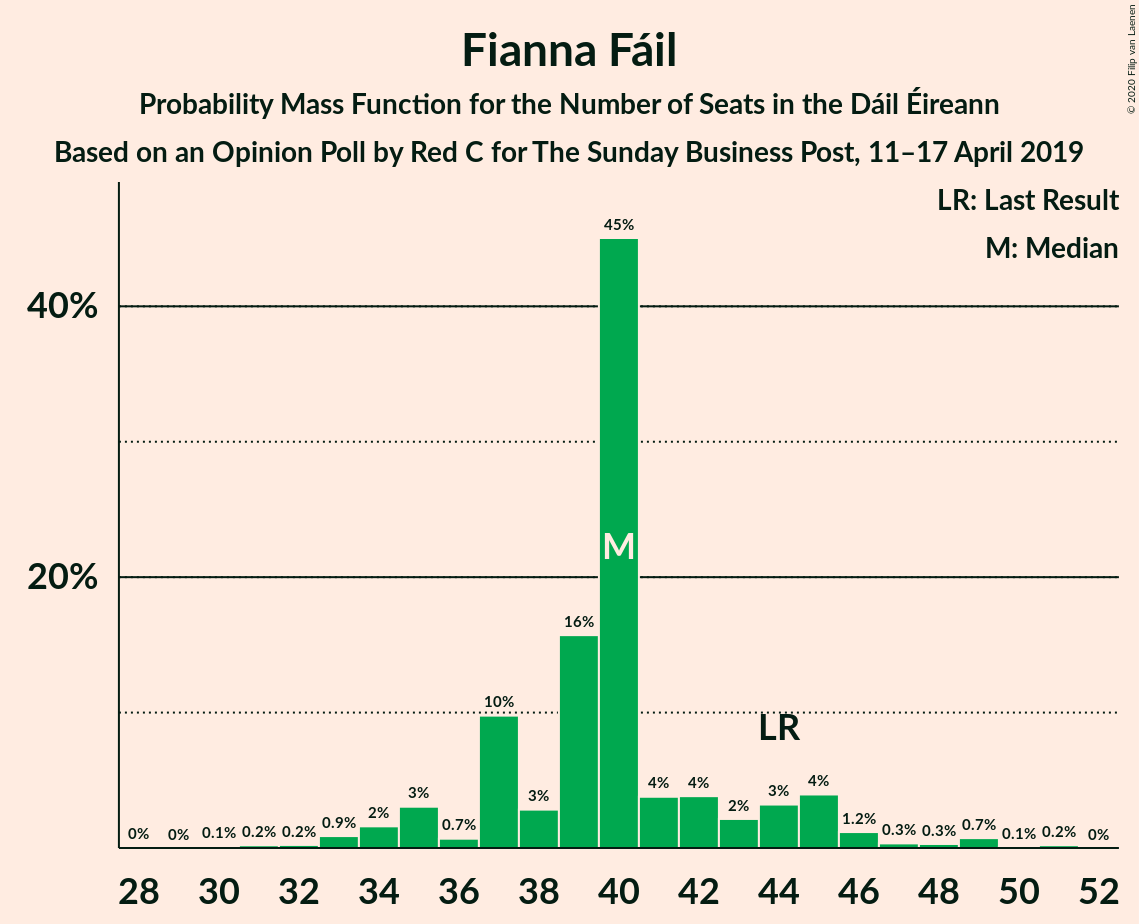 Fianna Fáil
Probability Mass Function for the Number of Seats in the Dáil Éireann
Based on an Opinion Poll by Red C for The Sunday Business Post, 11–17 April 2019
© 2020 Filip van Laenen
LR: Last Result
M: Median
40%
20%
0% 0% 0.1% 0.2% 0.2% 0.9% 2% 3% 0.7% 10% 3% 16% 45% 4% 4% 2% 3% 4% 1.2% 0.3% 0.3% 0.7% 0.1% 0.2% 0%
M
LR
28 30 32 34 36 38 40 42 44 46 48 50 52